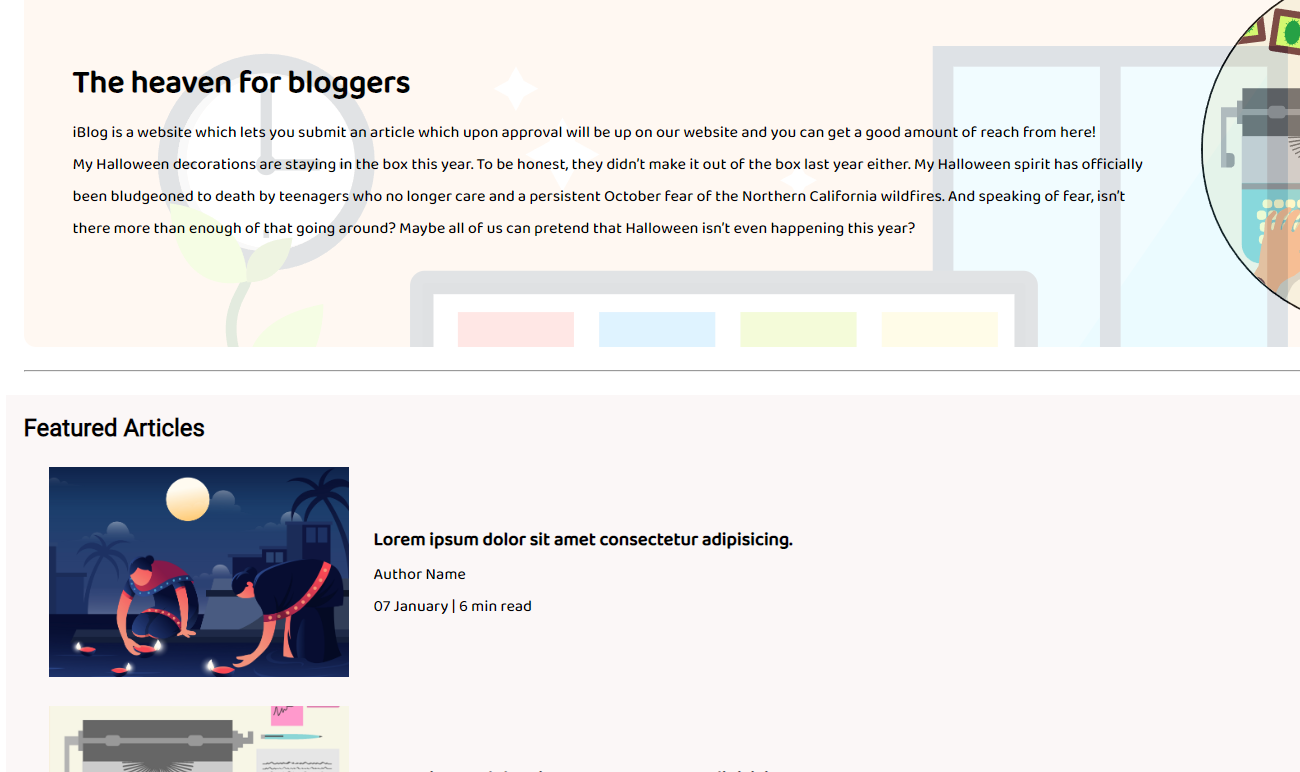 The heaven for bloggers
iBlog is a website which lets you submit an article which upon approval will be up on our website and you can get a good amount of reach from here!
My Halloween decorations are staying in the box this year. To be honest, they didn’t make it out of the box last year either. My Halloween spirit has officially
been bludgeoned to death by teenagers who no longer care and a persistent October fear of the Northern California wildfires. And speaking of fear, isn’t
there more than enough of that going around? Maybe all of us can pretend that Halloween isn’t even happening this year?
Featured Articles
Lorem ipsum dolor sit amet consectetur adipisicing.
Author Name
07 January | 6 min read